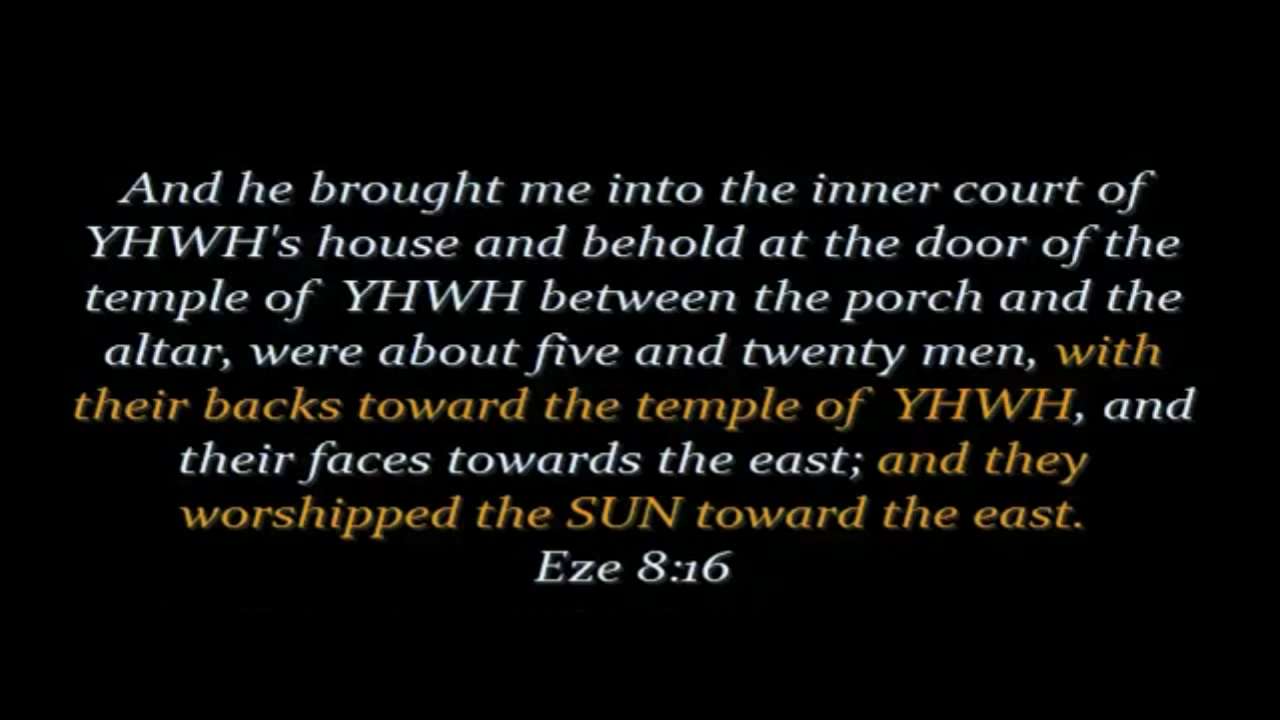 And he brought me into the inner court of
YHWH's house and behold at the door of the
temple of YHWH between the porch and the
altar, were about five and twenty men, with
their backs toward the temple of YHWH, and
their faces towards the east; and they
worshipped the SUN toward the east.
Eze 8:16